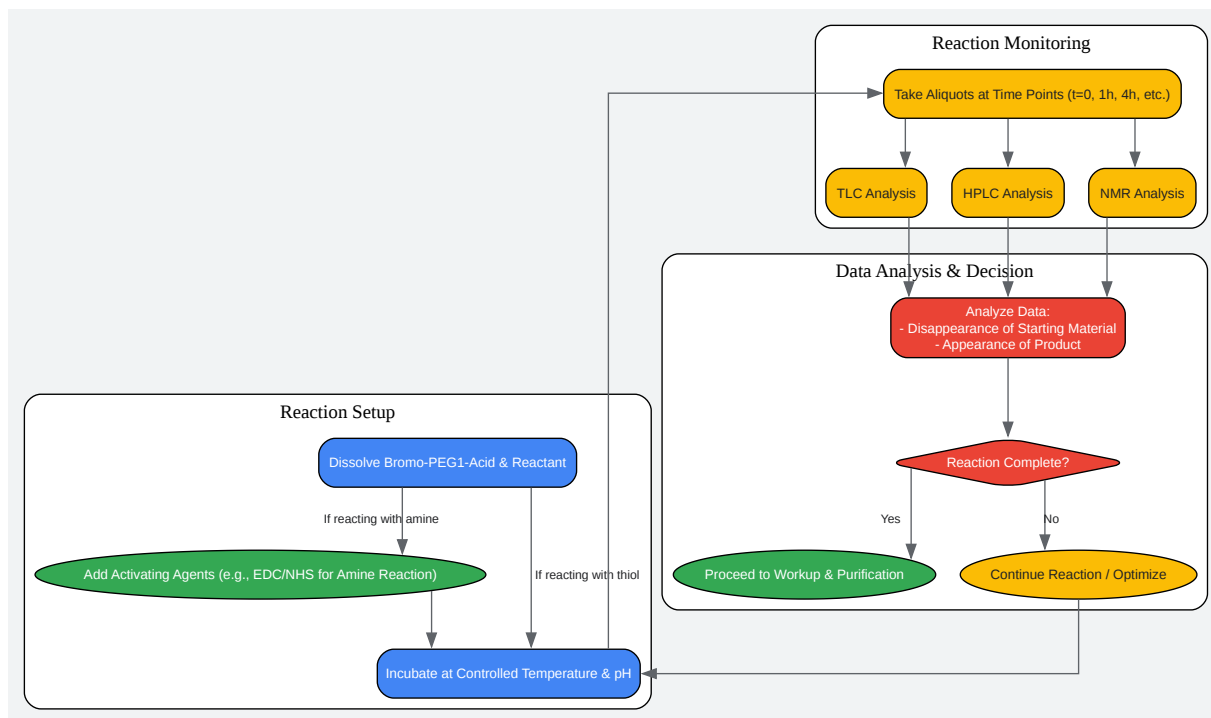 Reaction Monitoring
Take Aliquots at Time Points (t=0, 1h, 4h, etc.)
TLC Analysis
HPLC Analysis
NMR Analysis
Data Analysis & Decision
Analyze Data:
- Disappearance of Starting Material
- Appearance of Product
Reaction Complete?
Yes
No
Proceed to Workup & Purification
Continue Reaction / Optimize
Reaction Setup
Dissolve Bromo-PEG1-Acid & Reactant
If reacting with amine
Add Activating Agents (e.g., EDC/NHS for Amine Reaction)
If reacting with thiol
Incubate at Controlled Temperature & pH